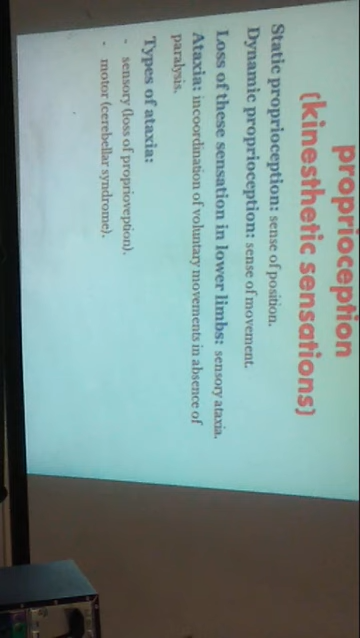 proprioception
(kinesthetic sensations)
Static proprioception: sense of position.
Dynamic proprioception: sense of movement.
Loss of these sensation in lower limbs: sensory ataxia.
Ataxia: incoordination of voluntary movements in absence of
paralysis.
Types of ataxia:
- sensory (loss of proprioveption).
- motor (cerebellar syndrome).